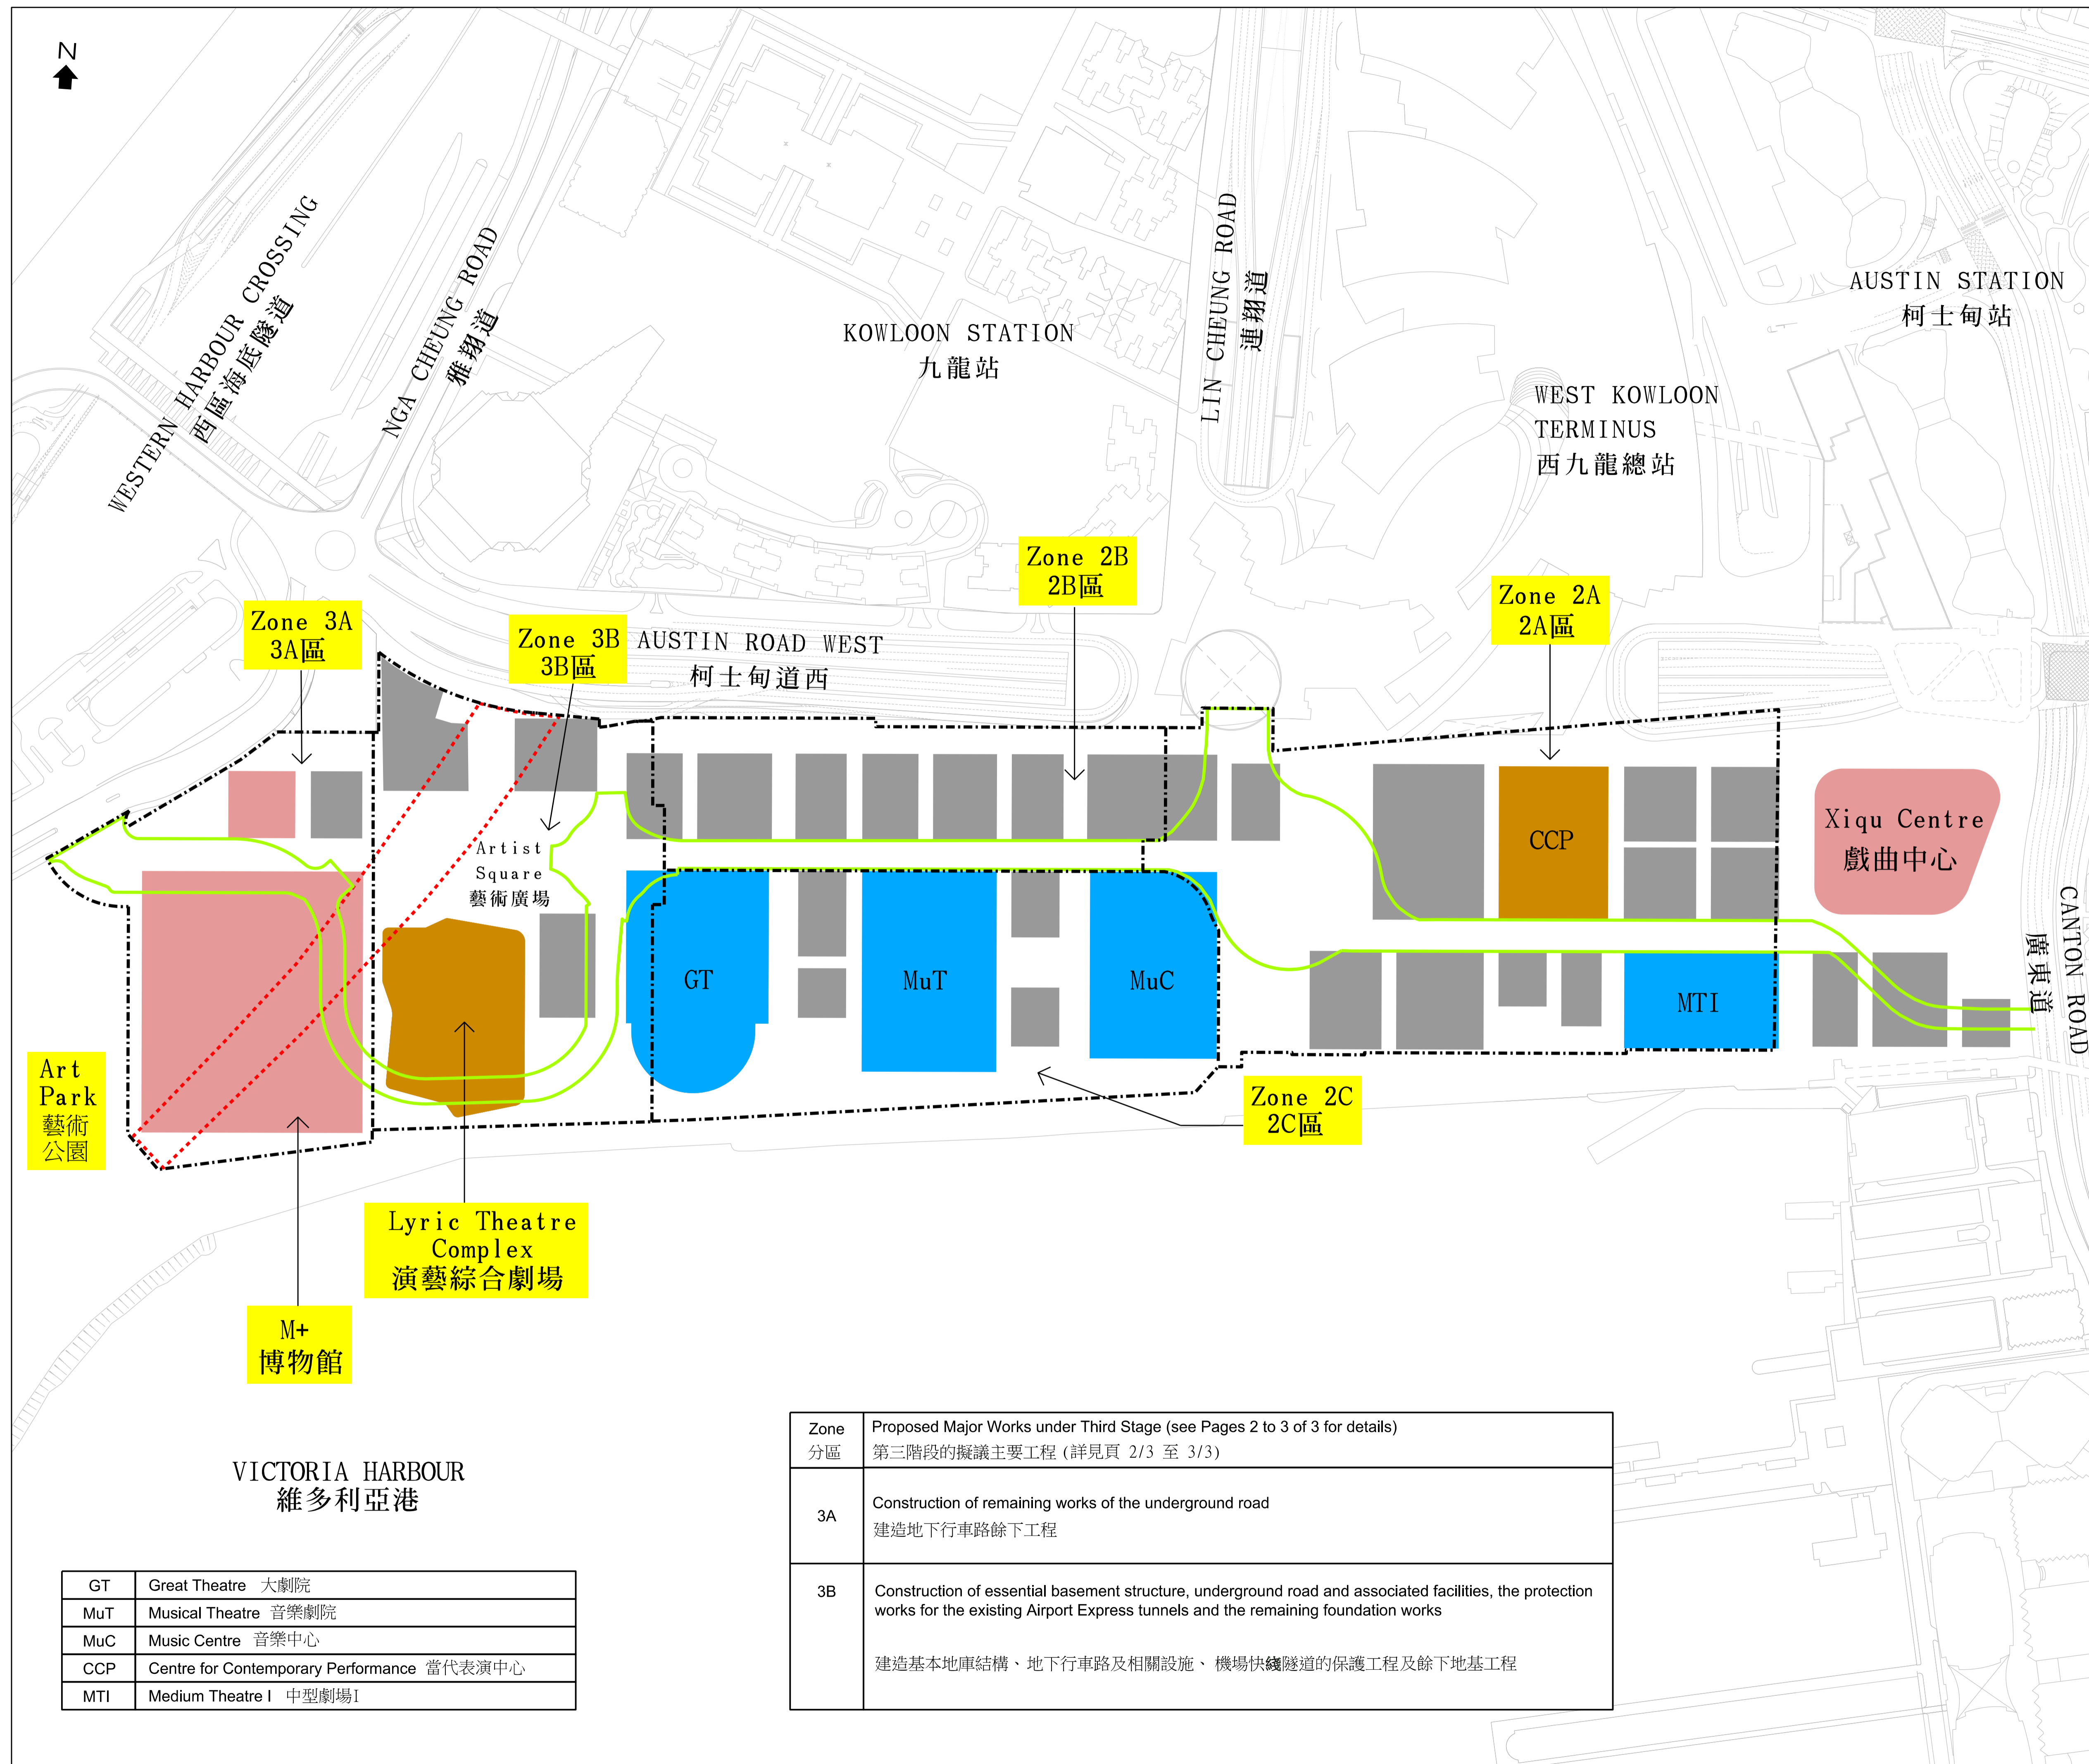 N
WESTERN HARBOUR CROSSING
西區海底隧道
NGA CHEUNG ROAD
雅翔道
KOWLOON STATION
九龍站
LIN CHEUNG ROAD
連翔道
WEST KOWLOON
TERMINUS
西九龍總站
AUSTIN STATION
柯士甸站
Zone 3A
3A區
Zone 3B
3B區
AUSTIN ROAD WEST
柯士甸道西
Zone 2B
2B區
Zone 2A
2A區
Artist
Square
藝術廣場
CCP
Xiqu Centre
戲曲中心
GT
MuT
MuC
MTI
CANTON ROAD
廣東道
Art
Park
藝術
公園
Zone 2C
2C區
Lyric Theatre
Complex
演藝綜合劇場
M+
博物館
VICTORIA HARBOUR
維多利亞港
Zone
分區
Proposed Major Works under Third Stage (see Pages 2 to 3 of 3 for details)
第三階段的擬議主要工程 (詳見頁 2/3 至 3/3)
3A
Construction of remaining works of the underground road
建造地下行車路餘下工程
3B
Construction of essential basement structure, underground road and associated facilities, the protection
works for the existing Airport Express tunnels and the remaining foundation works
建造基本地庫結構、地下行車路及相關設施、機場快綫隧道的保護工程及餘下地基工程
GT Great Theatre 大劇院
MuT Musical Theatre 音樂劇院
MuC Music Centre 音樂中心
CCP Centre for Contemporary Performance 當代表演中心
MTI Medium Theatre I 中型劇場I